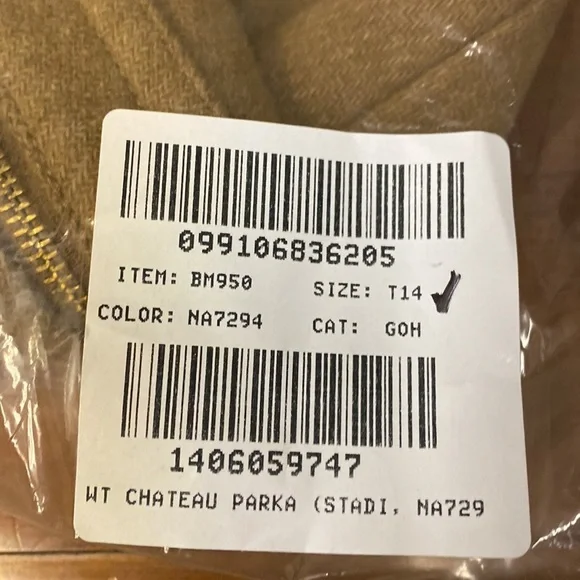 099106836205
ITEM: BM950 SIZE: T14
COLOR: NA7294 CAT: GOH
1406059747
WT CHATEAU PARKA (STADI, NA729